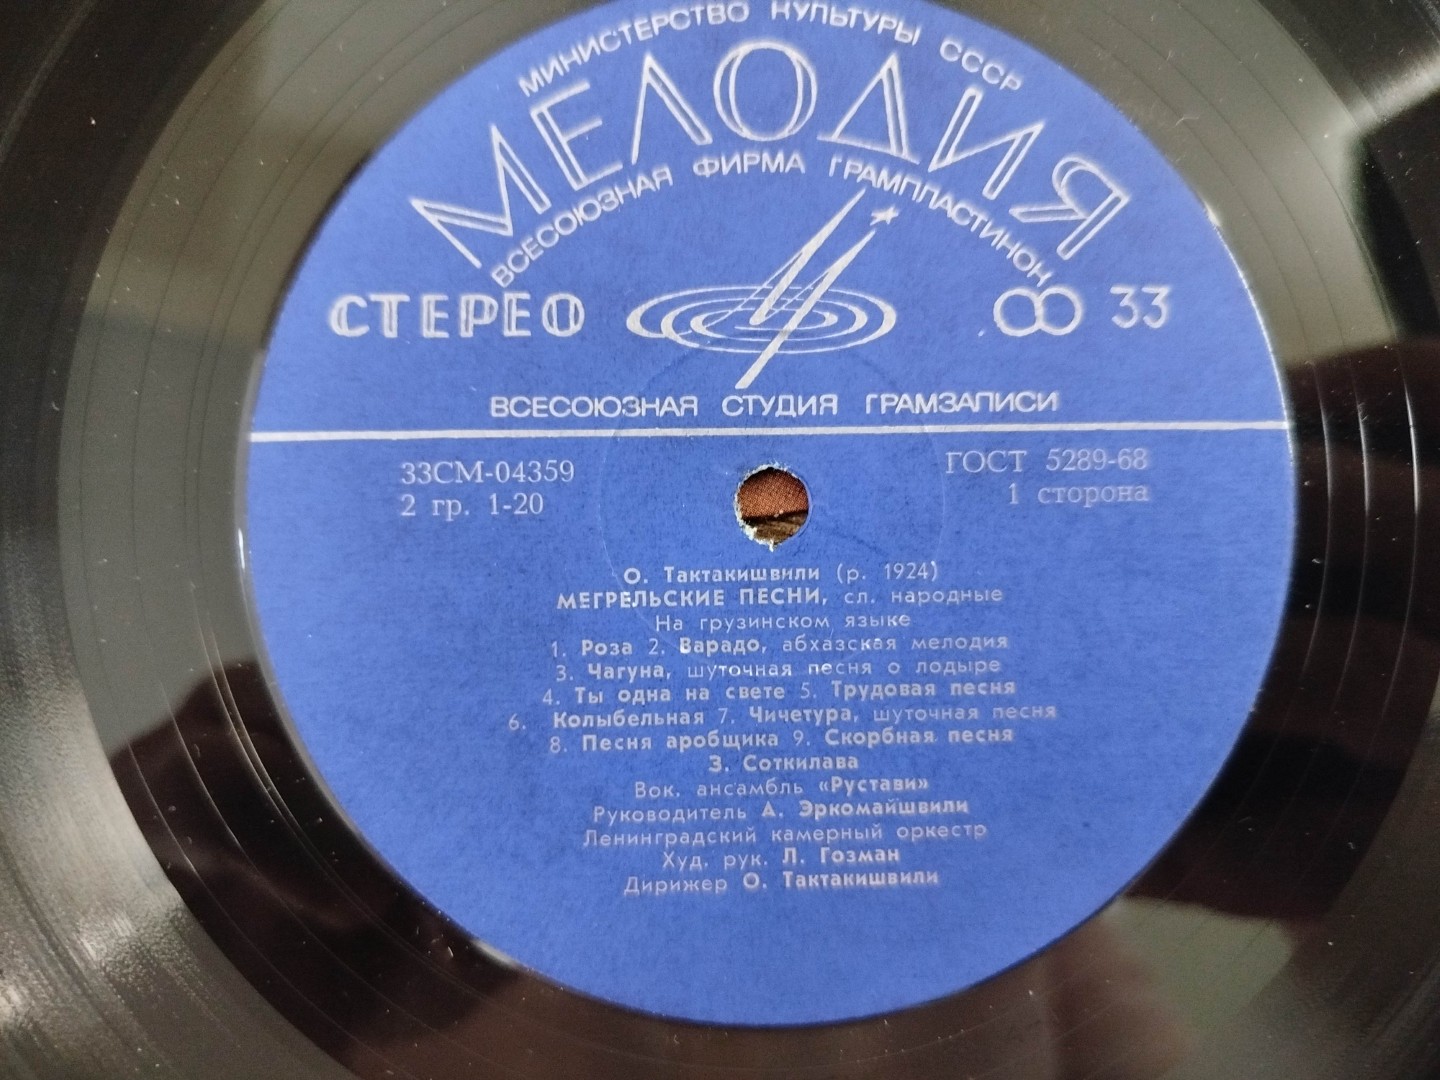 МИНИСТЕРСТВО КУЛЬТУРЫ СССР
МЕЛОДИЯ
ВСЕСОЮЗНАЯ ФИРМА ГРАМПЛАСТИНОК
СТЕРЕО 33
ВСЕСОЮЗНАЯ СТУДИЯ ГРАМЗАПИСИ
33СМ-04359 ГОСТ 5289-68
2 гр. 1-20 1 сторона
О. Тактакишвили (р. 1924)
МЕГРЕЛЬСКИЕ ПЕСНИ, сл. народные
На грузинском языке
1. Роза 2. Варадо, абхазская мелодия
3. Чагуна, шуточная песня о лодыре
4. Ты одна на свете 5. Трудовая песня
6. Колыбельная 7. Чичетура, шуточная песня
8. Песня аробщика 9. Скорбная песня
З. Соткилава
Вок. ансамбль «Рустави»
Руководитель А. Эркомайшвили
Ленинградский камерный оркестр
Худ. рук. Л. Гозман
Дирижер О. Тактакишвили